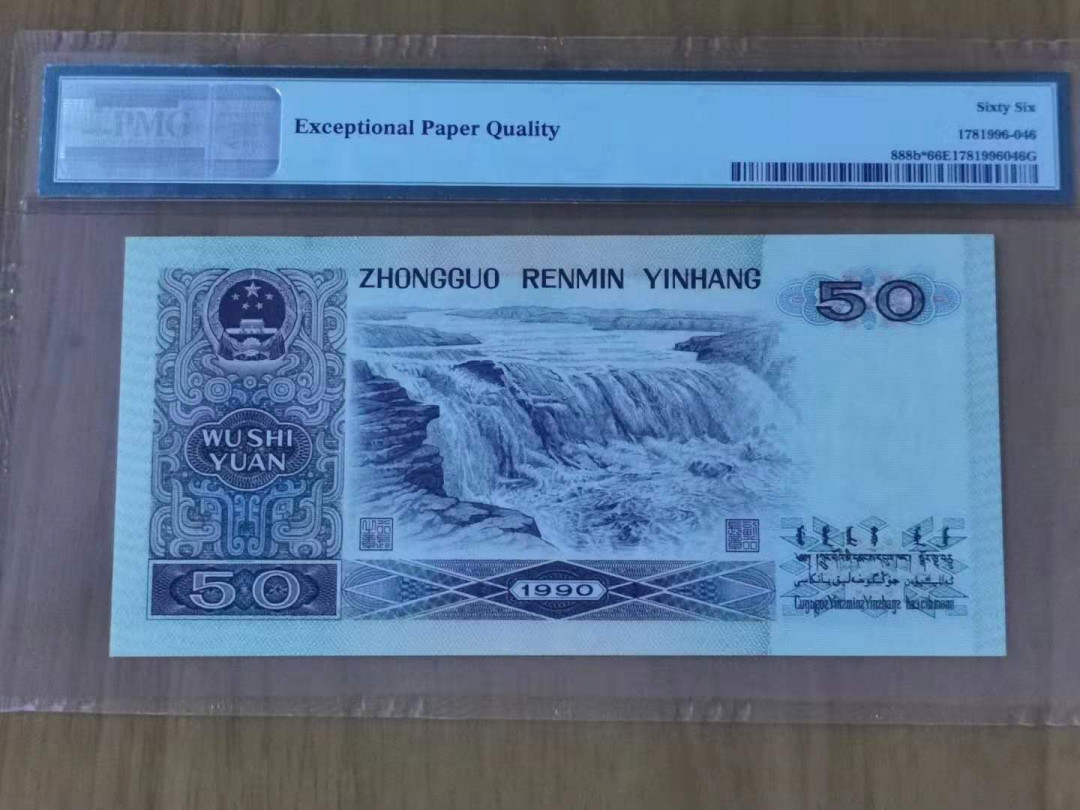 PMG
Exceptional Paper Quality
Sixty Six
1781996-046
888b*66E1781996046G
ZHONGGUO RENMIN YINHANG
50
WU SHI
YUAN
50
1990